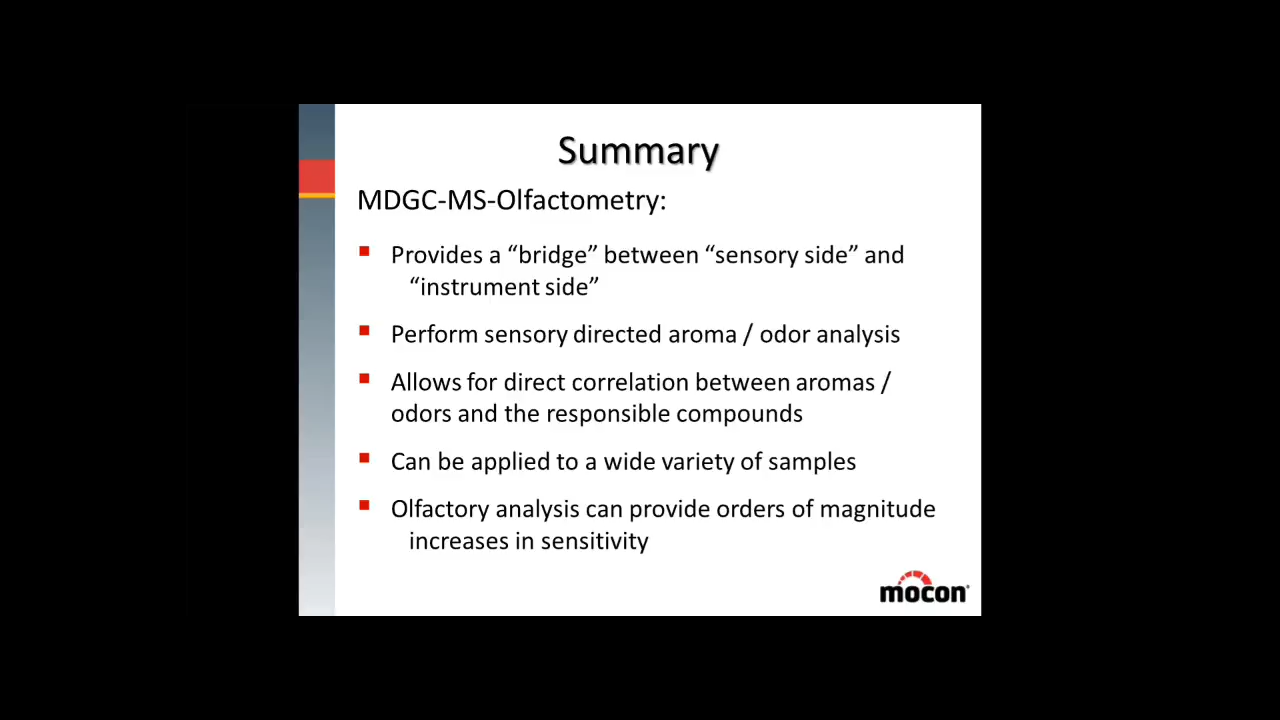 Summary
MDGC-MS-Olfactometry:
Provides a “bridge” between “sensory side” and
“instrument side”
Perform sensory directed aroma / odor analysis
Allows for direct correlation between aromas /
odors and the responsible compounds
Can be applied to a wide variety of samples
Olfactory analysis can provide orders of magnitude
increases in sensitivity
mocon®